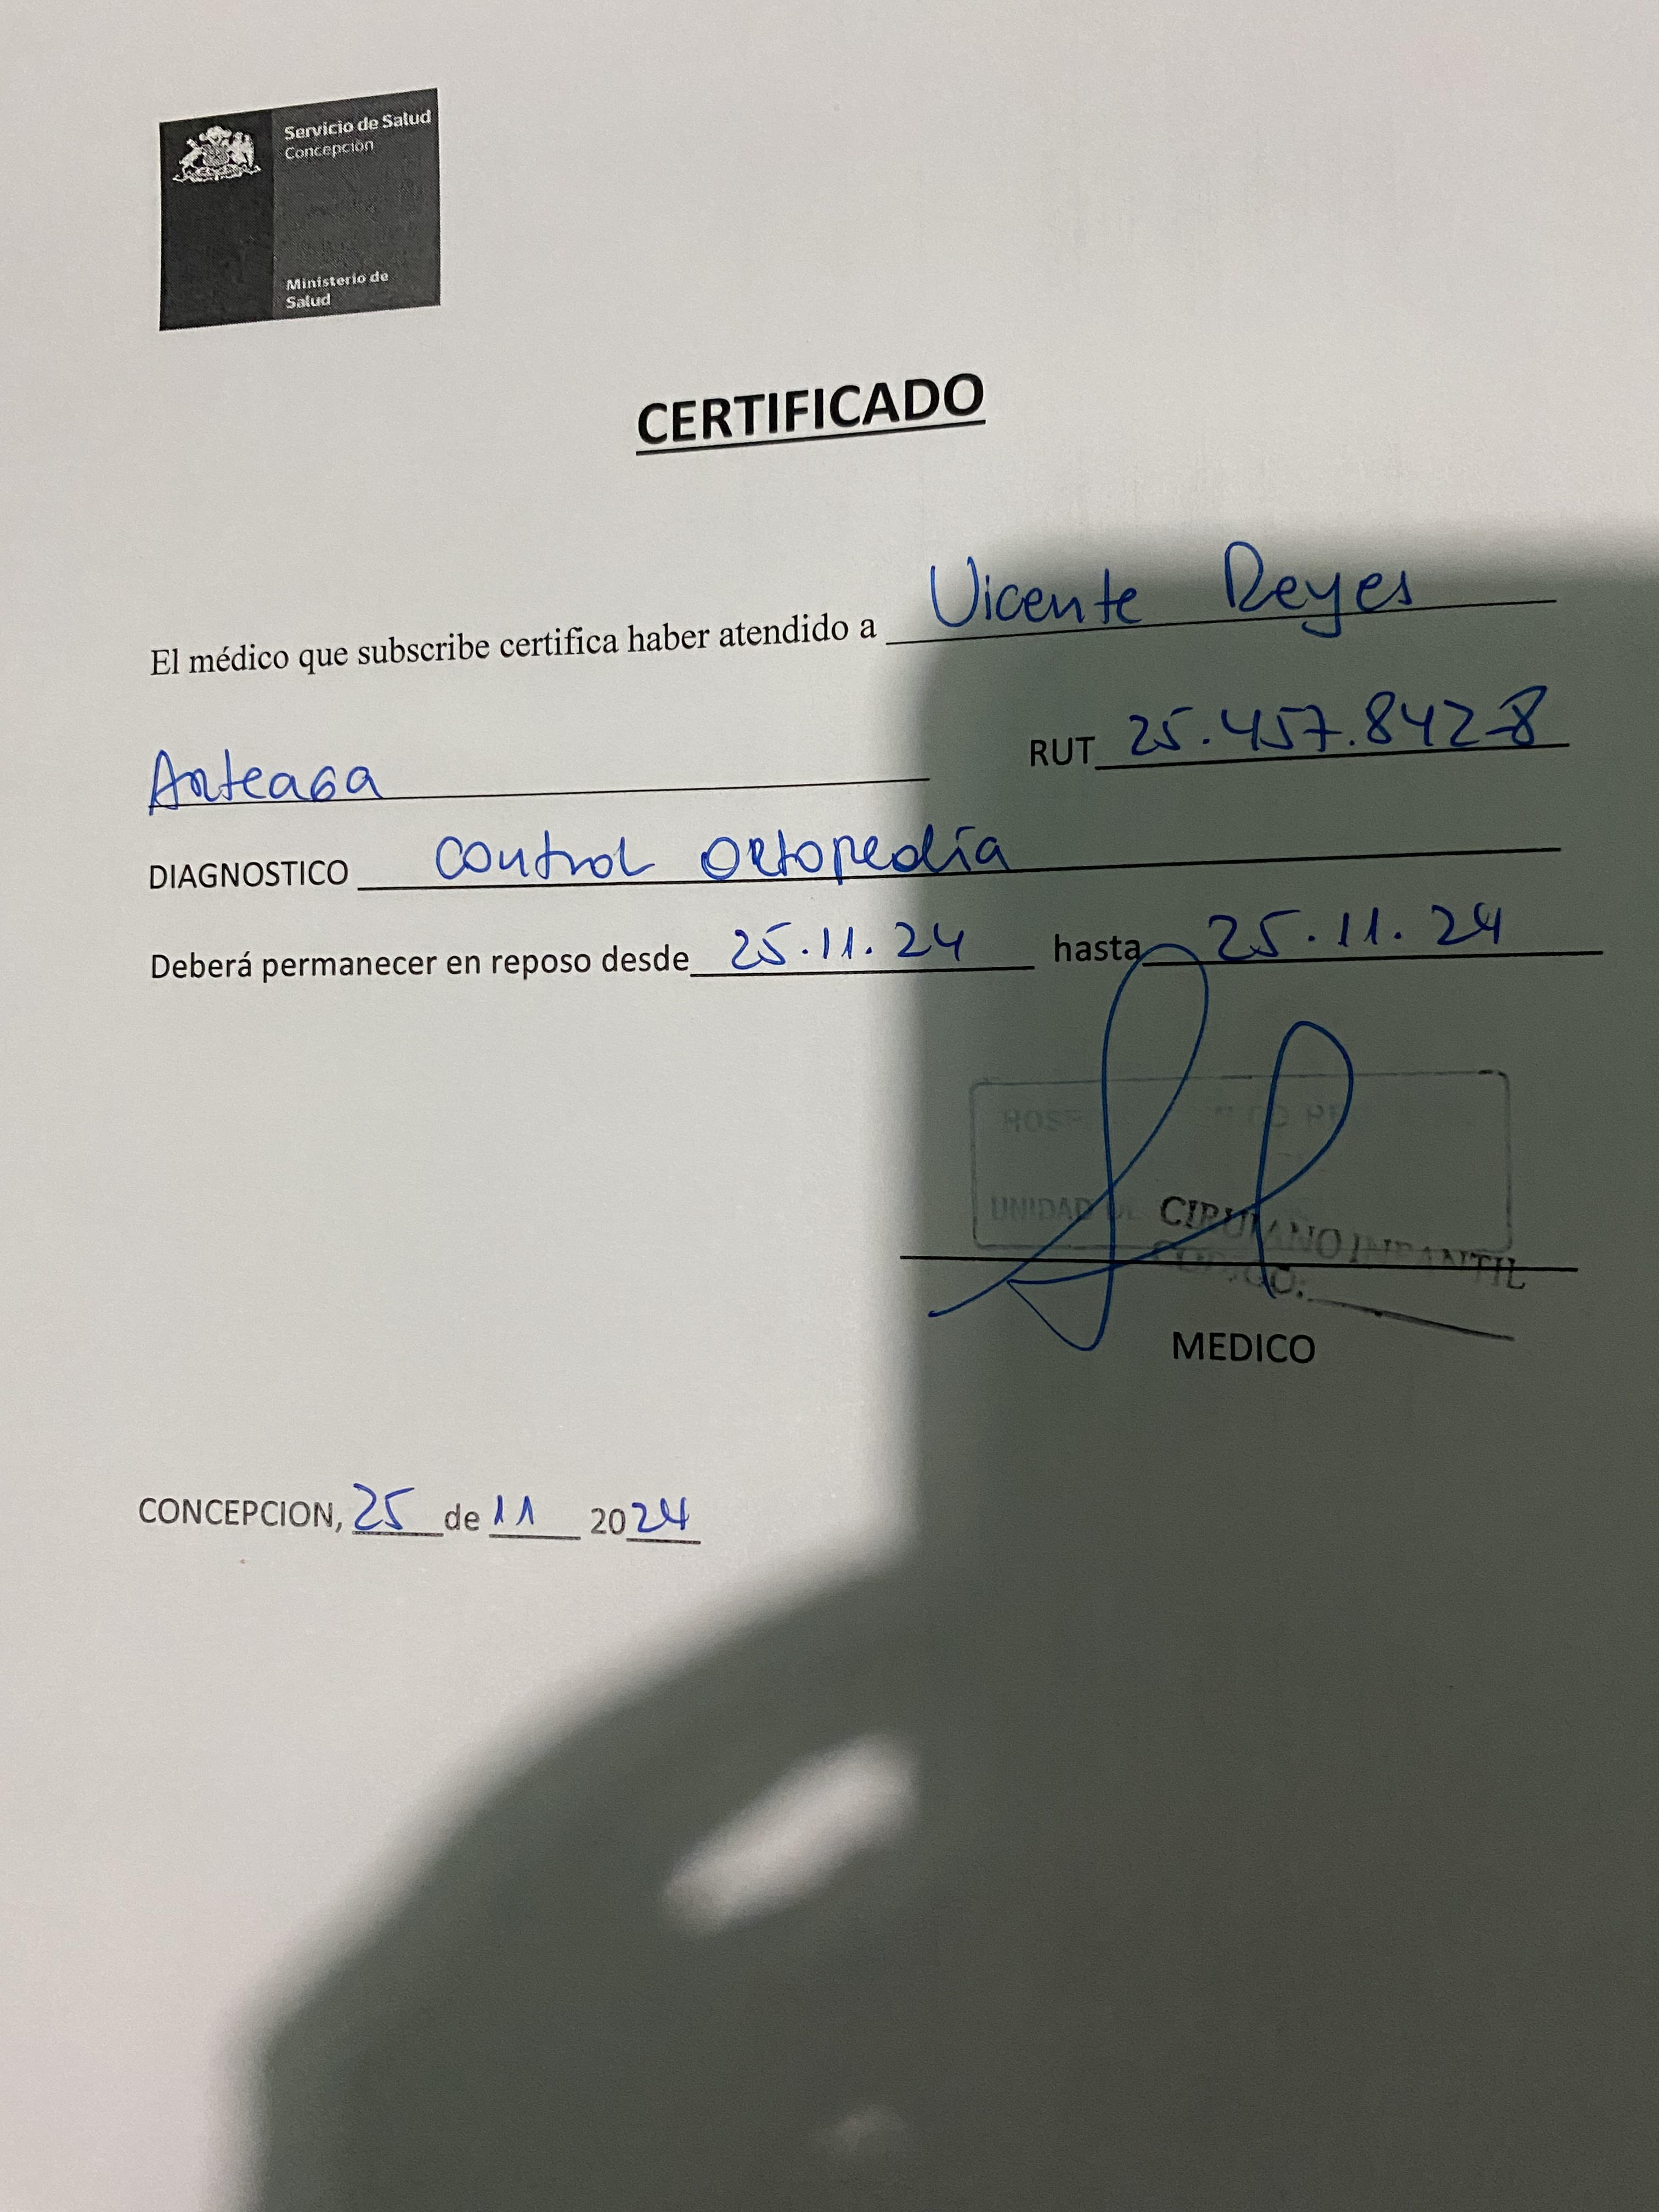 Servicio de Salud
Concepción
Ministerio de
Salud
CERTIFICADO
El médico que subscribe certifica haber atendido a Vicente Reyes
Arteaga RUT 25.457.842-8
DIAGNOSTICO Control Ortopedia
Deberá permanecer en reposo desde 25.11.24 hasta 25.11.24
UNIDAD
CIRUJANO INFANTIL
CODIGO:
MEDICO
CONCEPCION, 25 de 11 2024